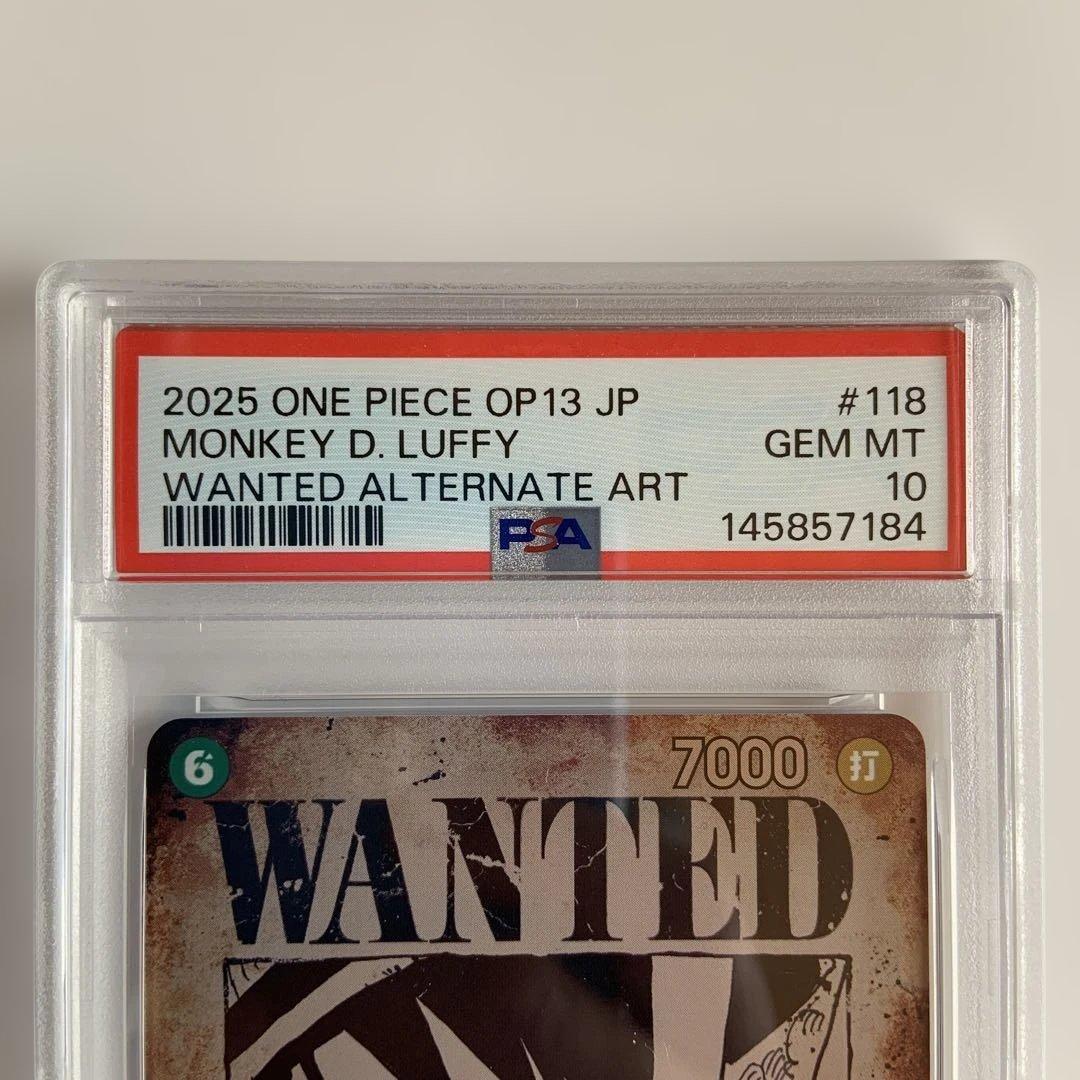 2025 ONE PIECE OP13 JP #118
MONKEY D. LUFFY GEM MT
WANTED ALTERNATE ART 10
PSA 145857184
6 7000 打
WANTED